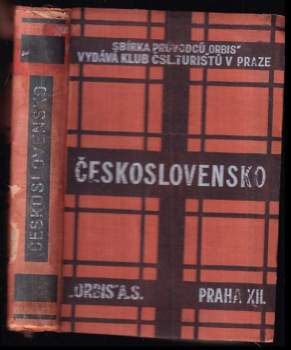 SBÍRKA PRŮVODCŮ „ORBIS"
VYDÁVÁ KLUB ČSL. TURISTŮ V PRAZE
ČESKOSLOVENSKO
ORBIS A.S.
PRAHA XII.
ČESKOSLOVENSKO